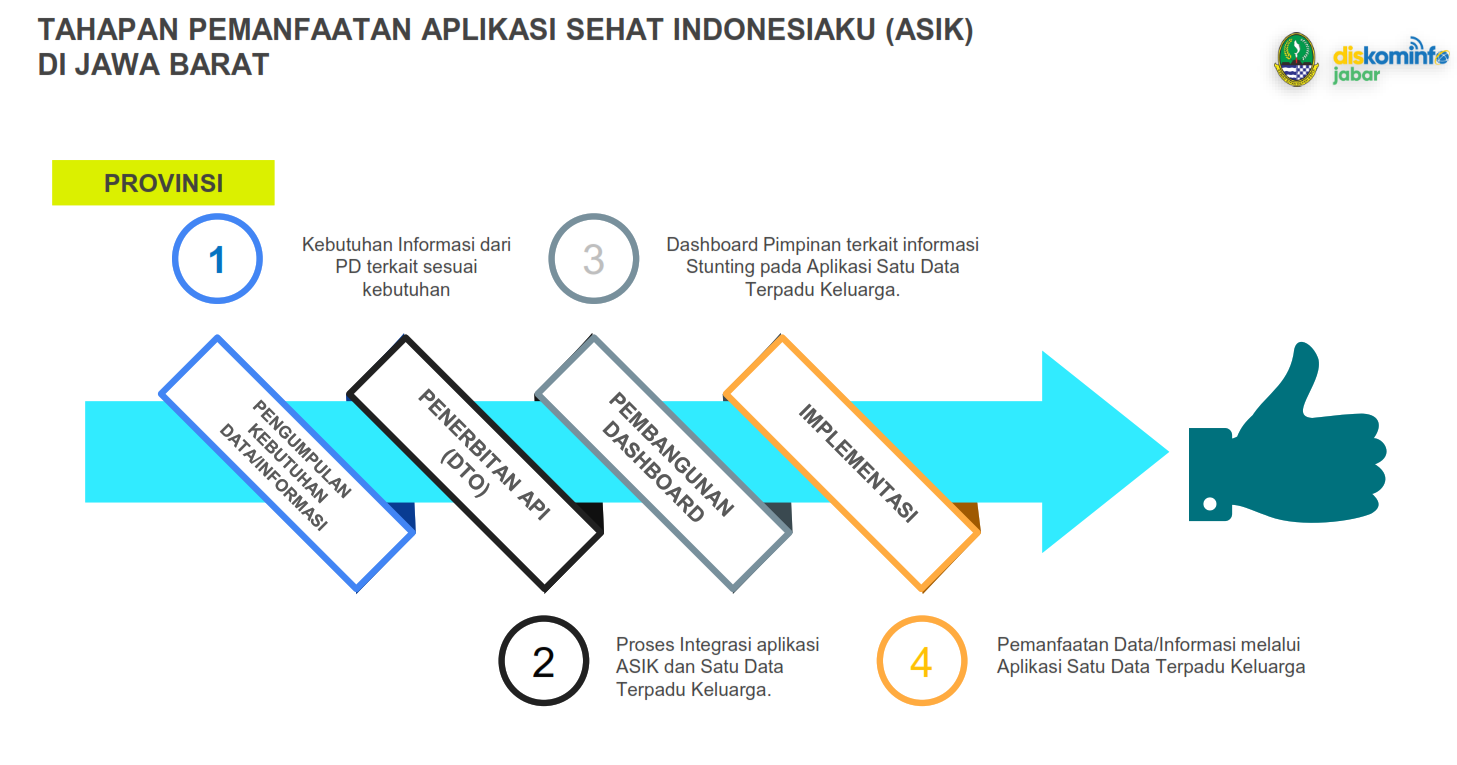 TAHAPAN PEMANFAATAN APLIKASI SEHAT INDONESIAKU (ASIK)
DI JAWA BARAT
diskominfo
jabar
PROVINSI
1
Kebutuhan Informasi dari
PD terkait sesuai
kebutuhan
3
Dashboard Pimpinan terkait informasi
Stunting pada Aplikasi Satu Data
Terpadu Keluarga.
PENGUMPULAN
KEBUTUHAN
DATA/INFORMASI
PENERBITAN API
(DTO)
PEMBANGUNAN
DASHBOARD
IMPLEMENTASI
2
Proses Integrasi aplikasi
ASIK dan Satu Data
Terpadu Keluarga.
4
Pemanfaatan Data/Informasi melalui
Aplikasi Satu Data Terpadu Keluarga